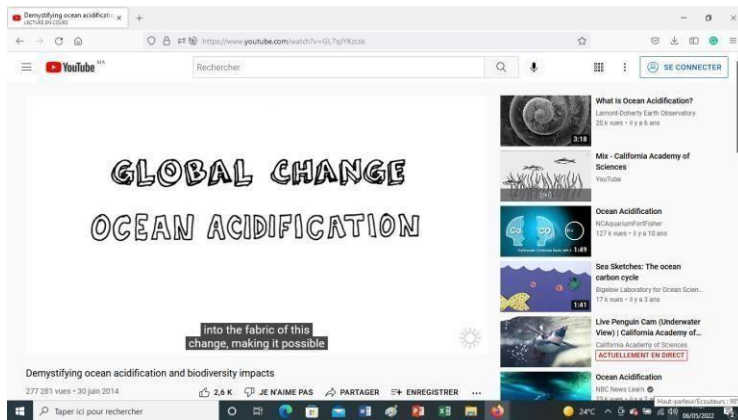 Demystifying ocean acidificatio
LECTURE EN COURS
https://www.youtube.com/watch?v=GL7qJYKzcsk
YouTube MA
Rechercher
SE CONNECTER
GLOBAL CHANGE
OCEAN ACIDIFICATION
into the fabric of this
change, making it possible
Demystifying ocean acidification and biodiversity impacts
277 281 vues • 30 juin 2014
2,6 K
JE N'AIME PAS
PARTAGER
ENREGISTRER
What Is Ocean Acidification?
Lamont-Doherty Earth Observatory
20 k vues • il y a 6 ans
3:18
Mix - California Academy of
Sciences
YouTube
Ocean Acidification
NCAquariumFortFisher
127 k vues • il y a 10 ans
1:49
Sea Sketches: The ocean
carbon cycle
Bigelow Laboratory for Ocean Scien...
17 k vues • il y a 3 ans
1:41
Live Penguin Cam (Underwater
View) | California Academy of...
California Academy of Sciences
ACTUELLEMENT EN DIRECT
Ocean Acidification
NBC News Learn
Haut-parleur/Écouteurs :
Taper ici pour rechercher
24°C
06/05/2022